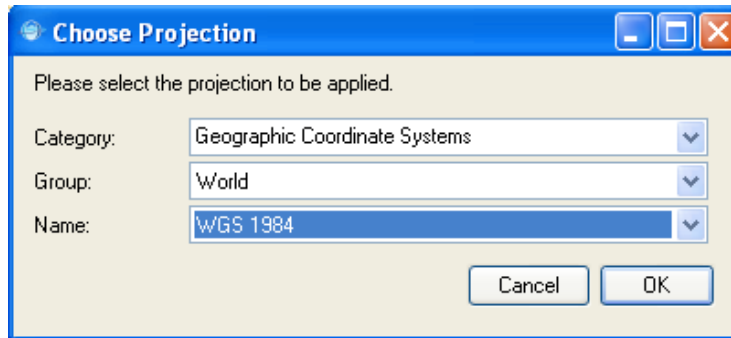 Choose Projection
Please select the projection to be applied.
Category: Geographic Coordinate Systems
Group: World
Name: WGS 1984
Cancel OK